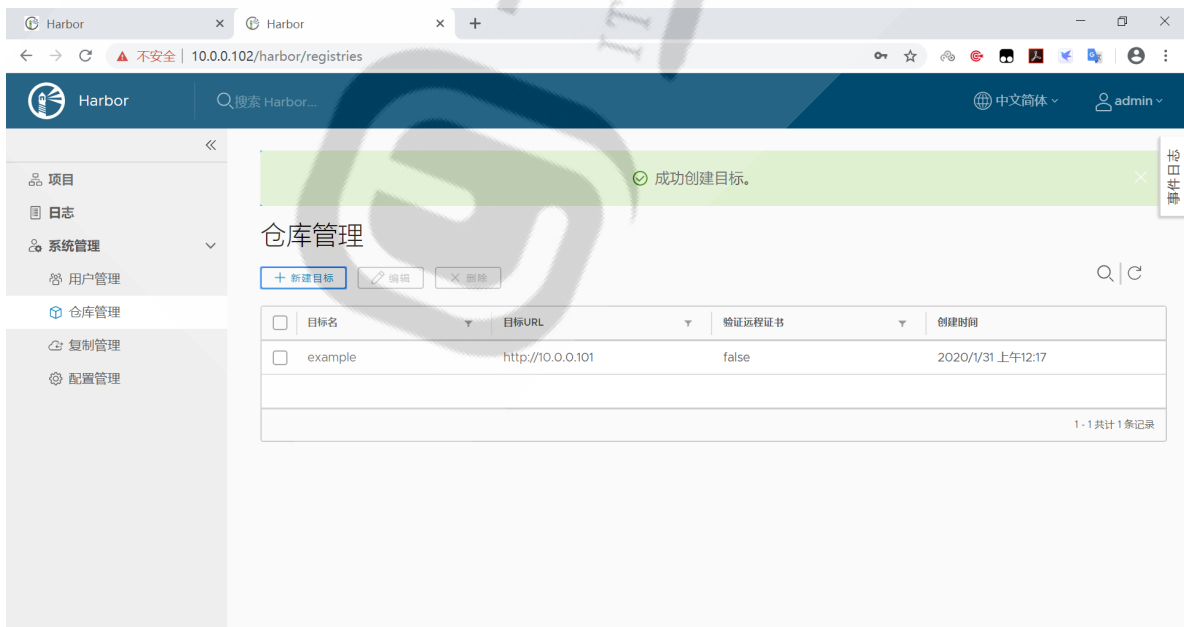 Harbor
Harbor
不安全 10.0.0.102/harbor/registries
Harbor
搜索 Harbor...
中文简体
admin
事件日志
成功创建目标。
项目
日志
系统管理
用户管理
仓库管理
复制管理
配置管理
仓库管理
新建目标 编辑 删除
目标名 目标URL 验证远程证书 创建时间
example http://10.0.0.101 false 2020/1/31 上午12:17
1 - 1 共计 1 条记录
IT